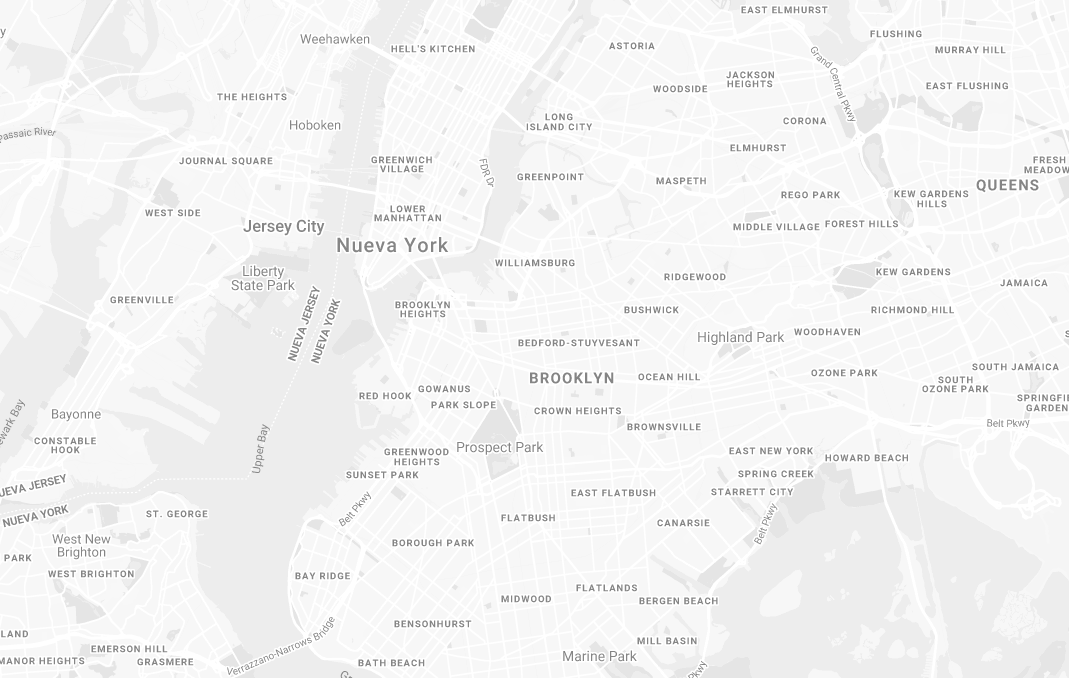 EAST ELMHURST
FLUSHING
Weehawken
HELL'S KITCHEN
ASTORIA
MURRAY HILL
Grand Central Pkwy
JACKSON
HEIGHTS
WOODSIDE
EAST FLUSHING
THE HEIGHTS
Hoboken
LONG
ISLAND CITY
CORONA
Passaic River
JOURNAL SQUARE
GREENWICH
VILLAGE
FDR Dr
ELMHURST
FRESH
MEADOW
GREENPOINT
MASPETH
QUEENS
REGO PARK
KEW GARDENS
HILLS
WEST SIDE
LOWER
MANHATTAN
Jersey City
MIDDLE VILLAGE
FOREST HILLS
Nueva York
WILLIAMSBURG
Liberty
State Park
RIDGEWOOD
KEW GARDENS
JAMAICA
GREENVILLE
NUEVA JERSEY
NUEVA YORK
BROOKLYN
HEIGHTS
BUSHWICK
RICHMOND HILL
Highland Park
WOODHAVEN
BEDFORD-STUYVESANT
BROOKLYN
OCEAN HILL
OZONE PARK
SOUTH JAMAICA
SOUTH
OZONE PARK
RED HOOK
GOWANUS
PARK SLOPE
SPRINGFIE
GARDEN
Bayonne
CROWN HEIGHTS
BROWNSVILLE
Belt Pkwy
ewark Bay
CONSTABLE
HOOK
Upper Bay
Prospect Park
GREENWOOD
HEIGHTS
EAST NEW YORK
HOWARD BEACH
SUNSET PARK
SPRING CREEK
UEVA JERSEY
NUEVA YORK
EAST FLATBUSH
STARRETT CITY
Belt Pkwy
ST. GEORGE
FLATBUSH
CANARSIE
Belt Pkwy
West New
Brighton
BOROUGH PARK
PARK
WEST BRIGHTON
BAY RIDGE
FLATLANDS
MIDWOOD
BERGEN BEACH
BENSONHURST
LAND
Verrazzano-Narrows Bridge
MILL BASIN
EMERSON HILL
MANOR HEIGHTS
GRASMERE
BATH BEACH
Marine Park